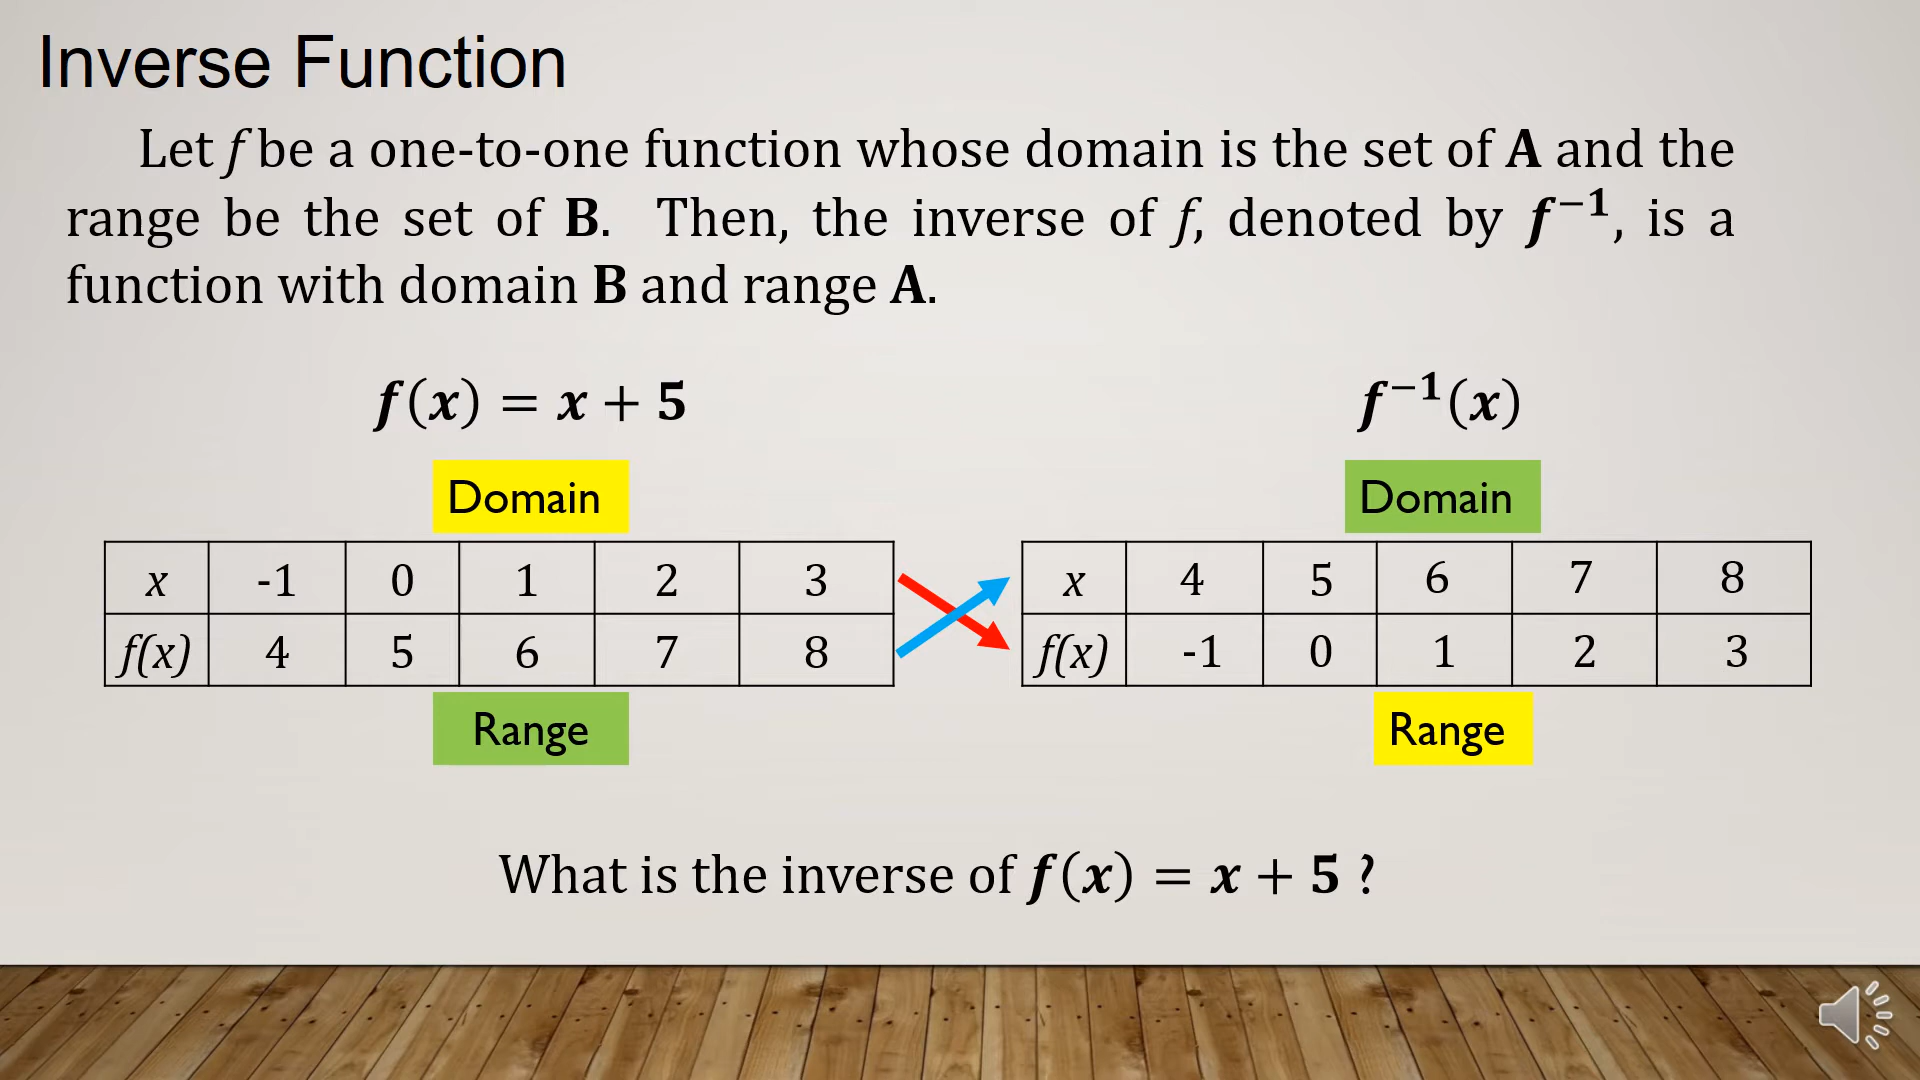 Inverse Function
Let f be a one-to-one function whose domain is the set of A and the
range be the set of B. Then, the inverse of f, denoted by f⁻¹, is a
function with domain B and range A.
f(x) = x + 5
f⁻¹(x)
Domain
Domain
x -1 0 1 2 3
f(x) 4 5 6 7 8
x 4 5 6 7 8
f(x) -1 0 1 2 3
Range
Range
What is the inverse of f(x) = x + 5 ?